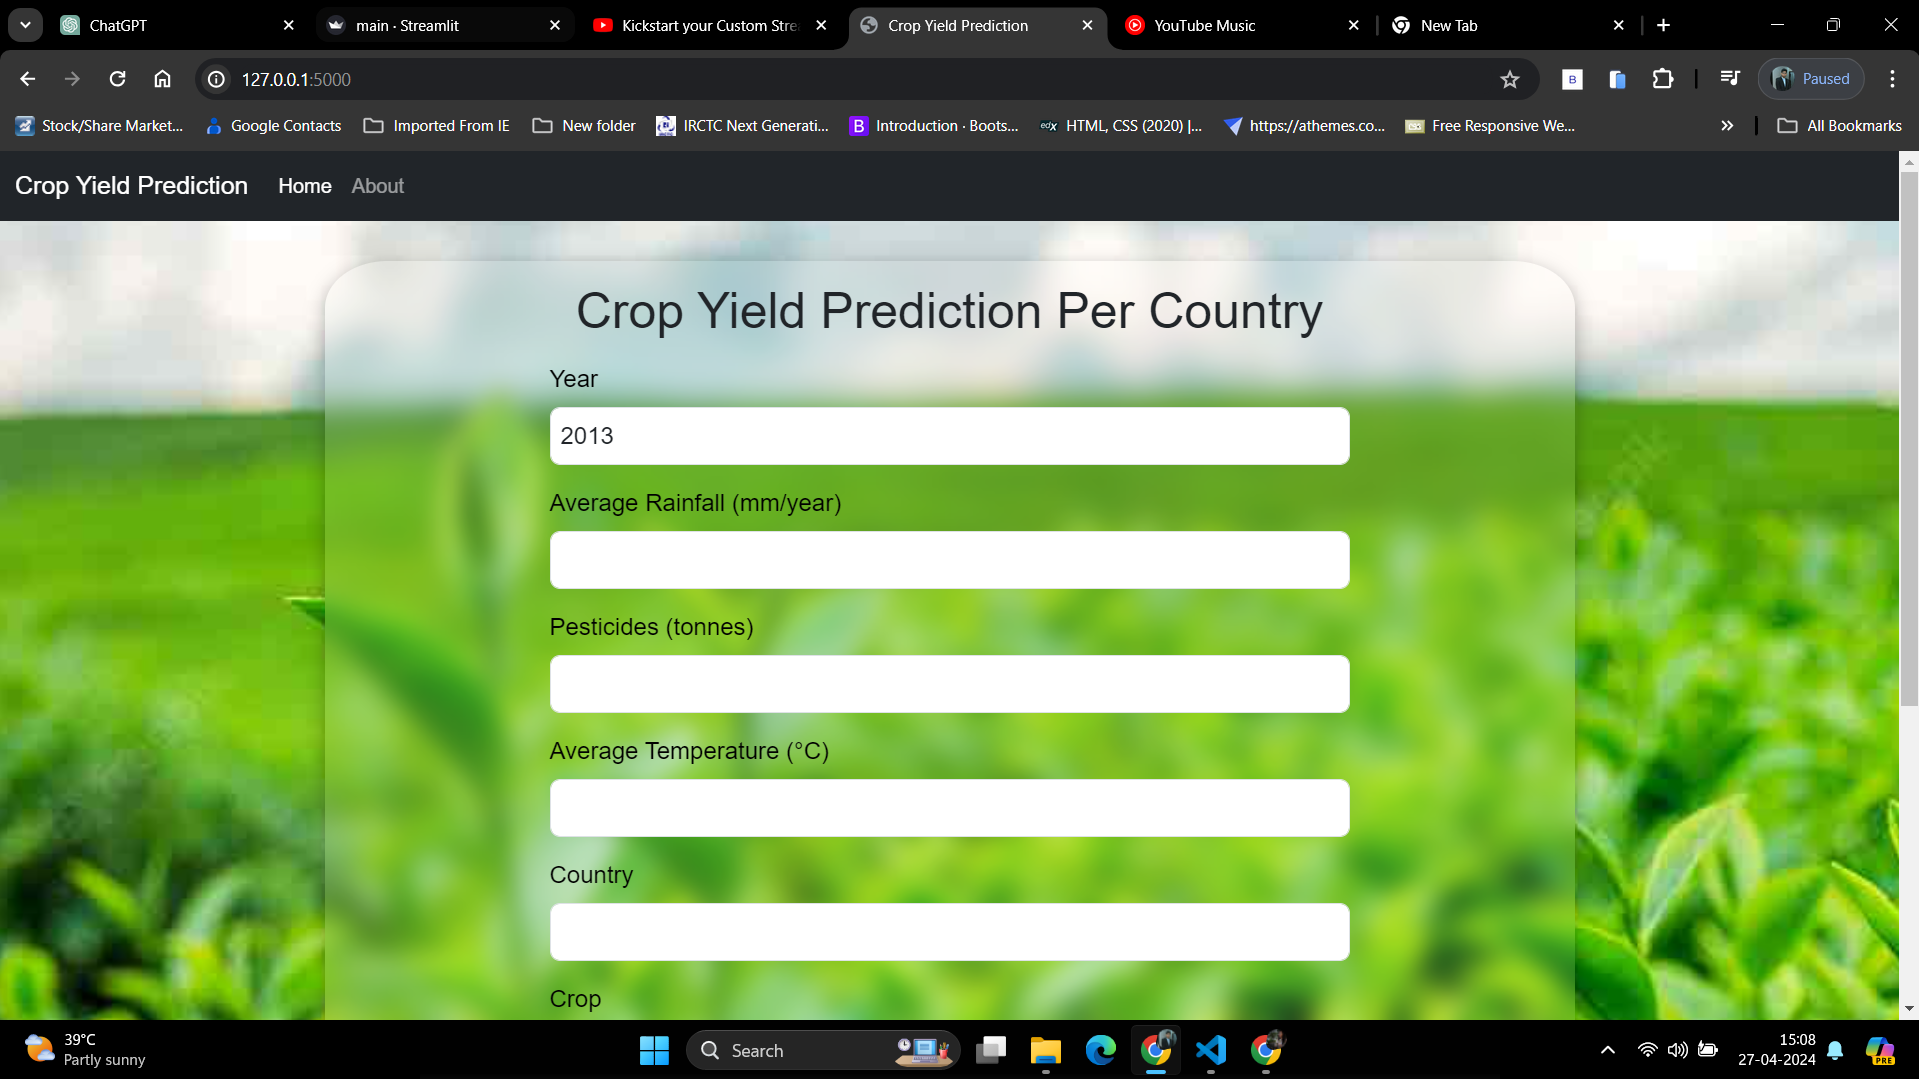 ChatGPT
main · Streamlit
Kickstart your Custom Stre
Crop Yield Prediction
YouTube Music
New Tab
127.0.0.1:5000
B
Paused
Stock/Share Market...
Google Contacts
Imported From IE
New folder
IRCTC Next Generati...
B
Introduction · Boots...
edX
HTML, CSS (2020) |...
https://athemes.co...
Free Responsive We...
All Bookmarks
Crop Yield Prediction
Home
About
Crop Yield Prediction Per Country
Year
2013
Average Rainfall (mm/year)
Pesticides (tonnes)
Average Temperature (°C)
Country
Crop
39°C
Partly sunny
Search
15:08
27-04-2024
PRE